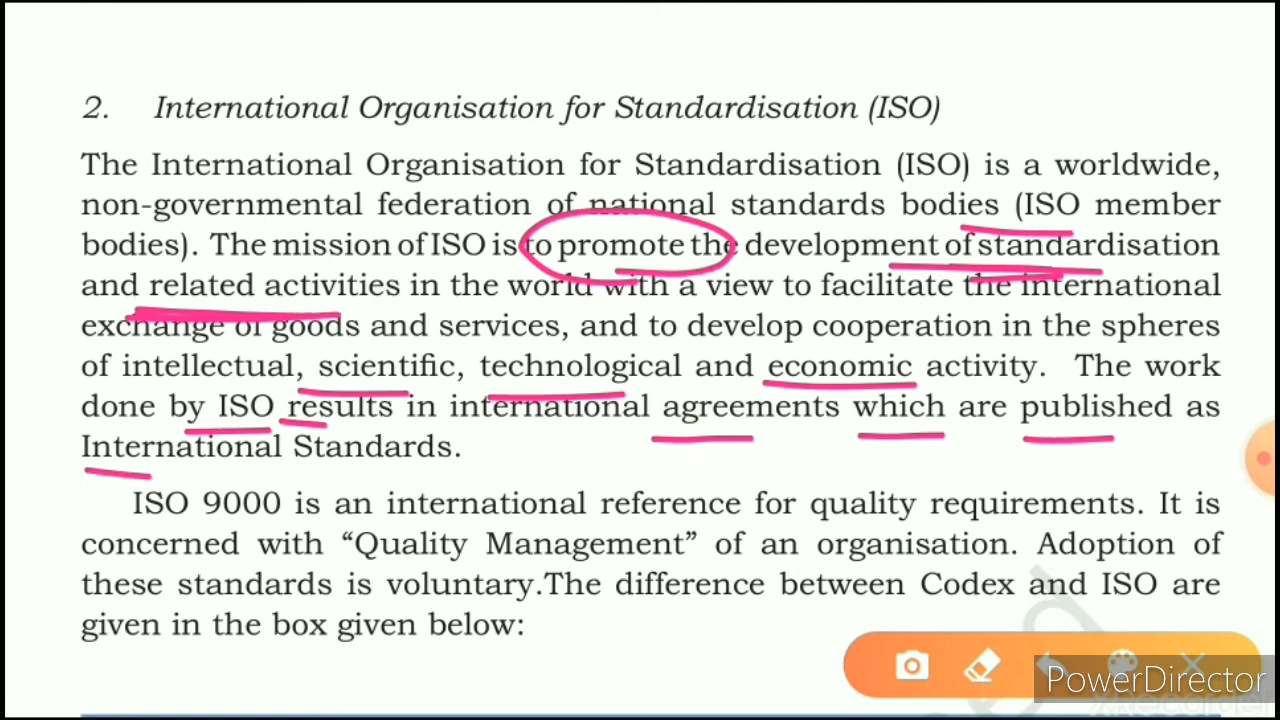 2. International Organisation for Standardisation (ISO)
The International Organisation for Standardisation (ISO) is a worldwide,
non-governmental federation of national standards bodies (ISO member
bodies). The mission of ISO is to promote the development of standardisation
and related activities in the world with a view to facilitate the international
exchange of goods and services, and to develop cooperation in the spheres
of intellectual, scientific, technological and economic activity. The work
done by ISO results in international agreements which are published as
International Standards.
ISO 9000 is an international reference for quality requirements. It is
concerned with “Quality Management” of an organisation. Adoption of
these standards is voluntary.The difference between Codex and ISO are
given in the box given below:
PowerDirector